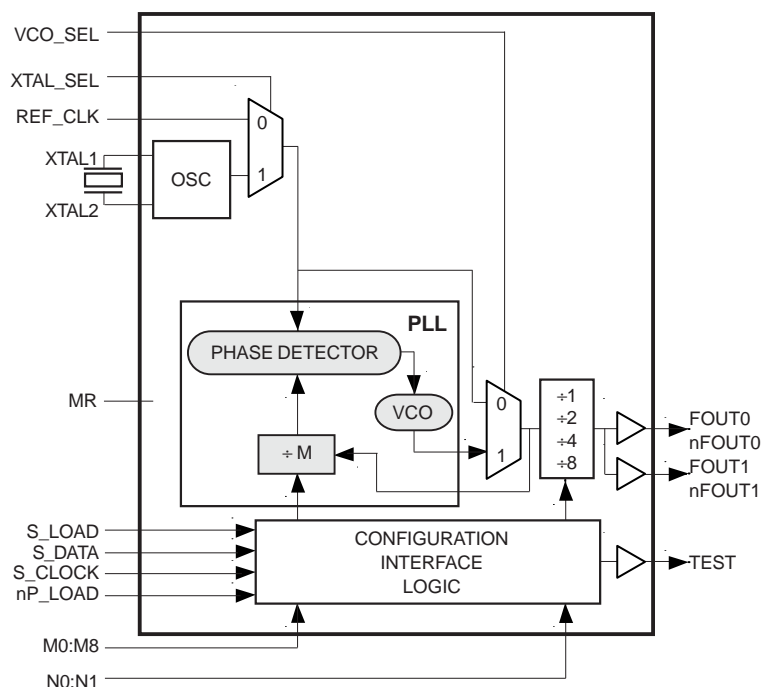 VCO_SEL
XTAL_SEL
REF_CLK
0
XTAL1
OSC
1
XTAL2
PLL
PHASE DETECTOR
MR
VCO
0
1
÷1
÷2
÷4
÷8
÷ M
FOUT0
nFOUT0
FOUT1
nFOUT1
S_LOAD
S_DATA
S_CLOCK
nP_LOAD
CONFIGURATION
INTERFACE
LOGIC
TEST
M0:M8
N0:N1